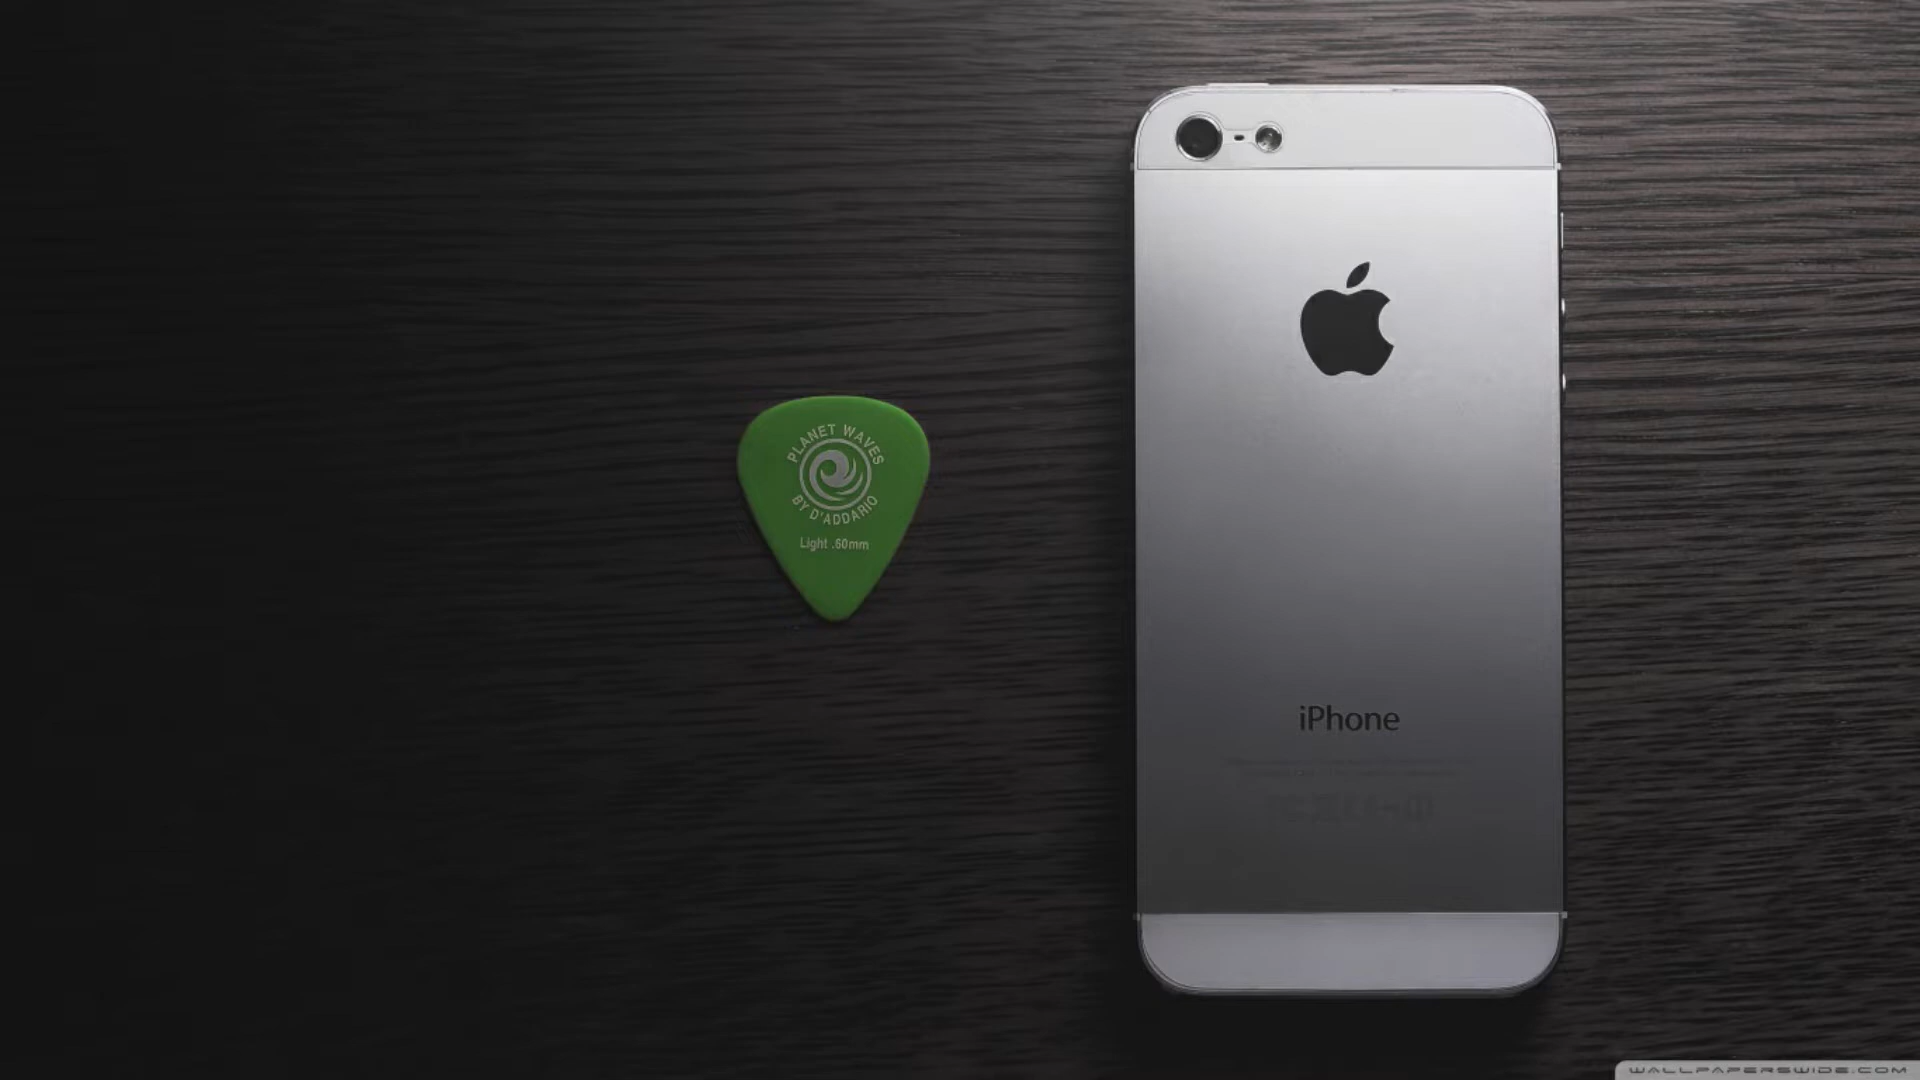 PLANET WAVES
BY D'ADDARIO
Light .60mm
iPhone
WALLPAPERSWIDE.COM